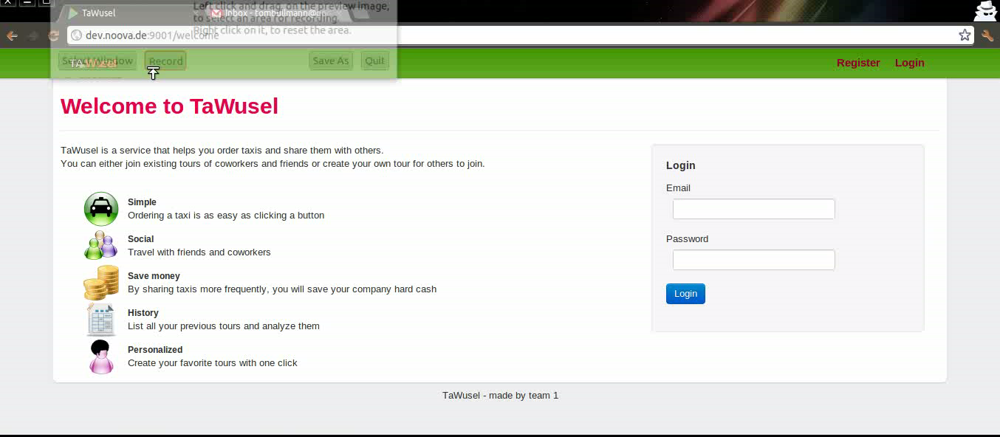 Left click and drag, on the preview image,
to select an area for recording.
Right click on it, to reset the area.
TaWusel
Inbox - tombullmann@go
dev.noova.de:9001/welcome
Select Window
Record
Save As
Quit
TA.Wusel
Register
Login
Welcome to TaWusel
TaWusel is a service that helps you order taxis and share them with others.
You can either join existing tours of coworkers and friends or create your own tour for others to join.
Simple
Ordering a taxi is as easy as clicking a button
Social
Travel with friends and coworkers
Save money
By sharing taxis more frequently, you will save your company hard cash
History
List all your previous tours and analyze them
Personalized
Create your favorite tours with one click
Login
Email
Password
Login
TaWusel - made by team 1